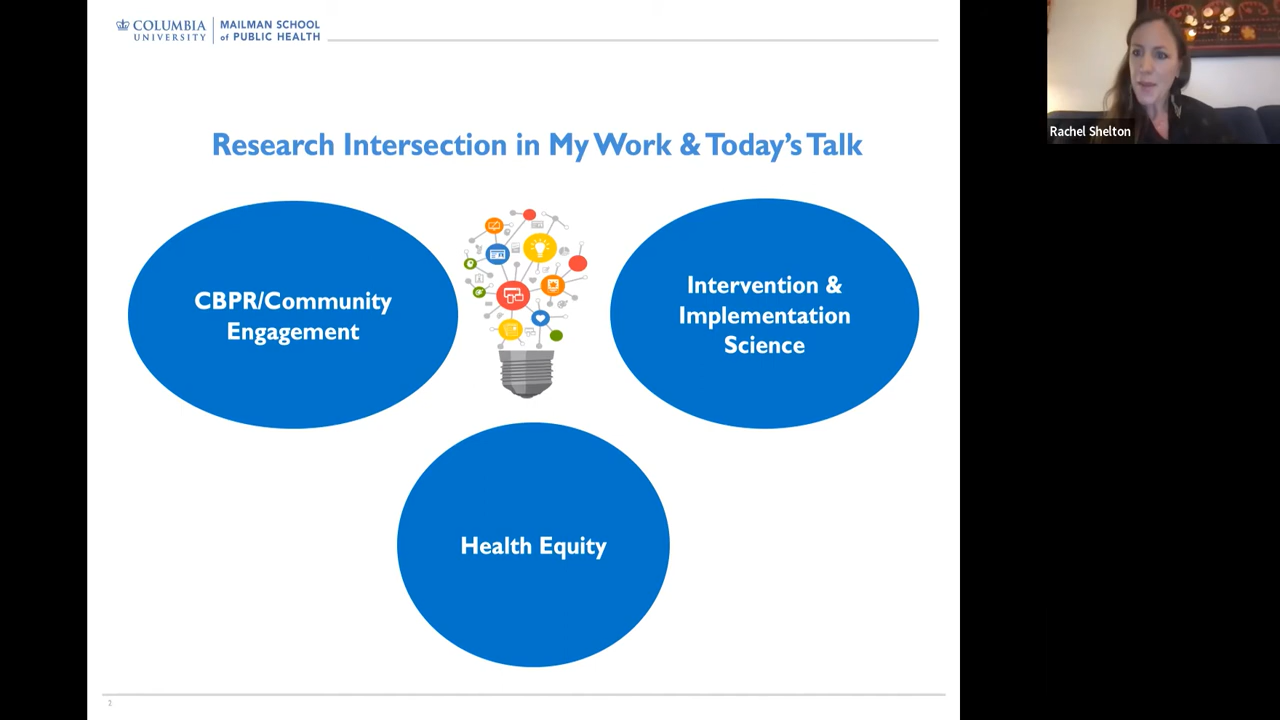 COLUMBIA
UNIVERSITY
MAILMAN SCHOOL
of PUBLIC HEALTH
Research Intersection in My Work & Today's Talk
CBPR/Community
Engagement
Intervention &
Implementation
Science
Health Equity
2
Rachel Shelton